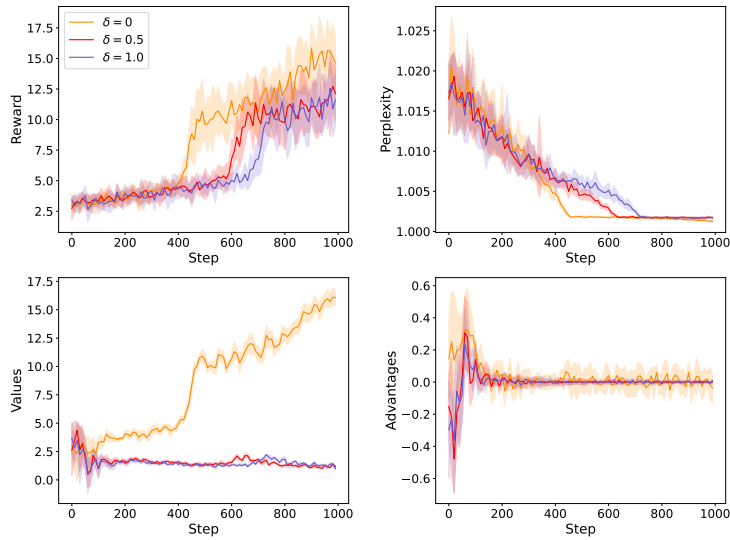 17.5
15.0
12.5
10.0
7.5
5.0
2.5
Reward
δ = 0
δ = 0.5
δ = 1.0
0 200 400 600 800 1000
Step
1.025
1.020
1.015
1.010
1.005
1.000
Perplexity
0 200 400 600 800 1000
Step
17.5
15.0
12.5
10.0
7.5
5.0
2.5
0.0
Values
0 200 400 600 800 1000
Step
0.6
0.4
0.2
0.0
−0.2
−0.4
−0.6
Advantages
0 200 400 600 800 1000
Step